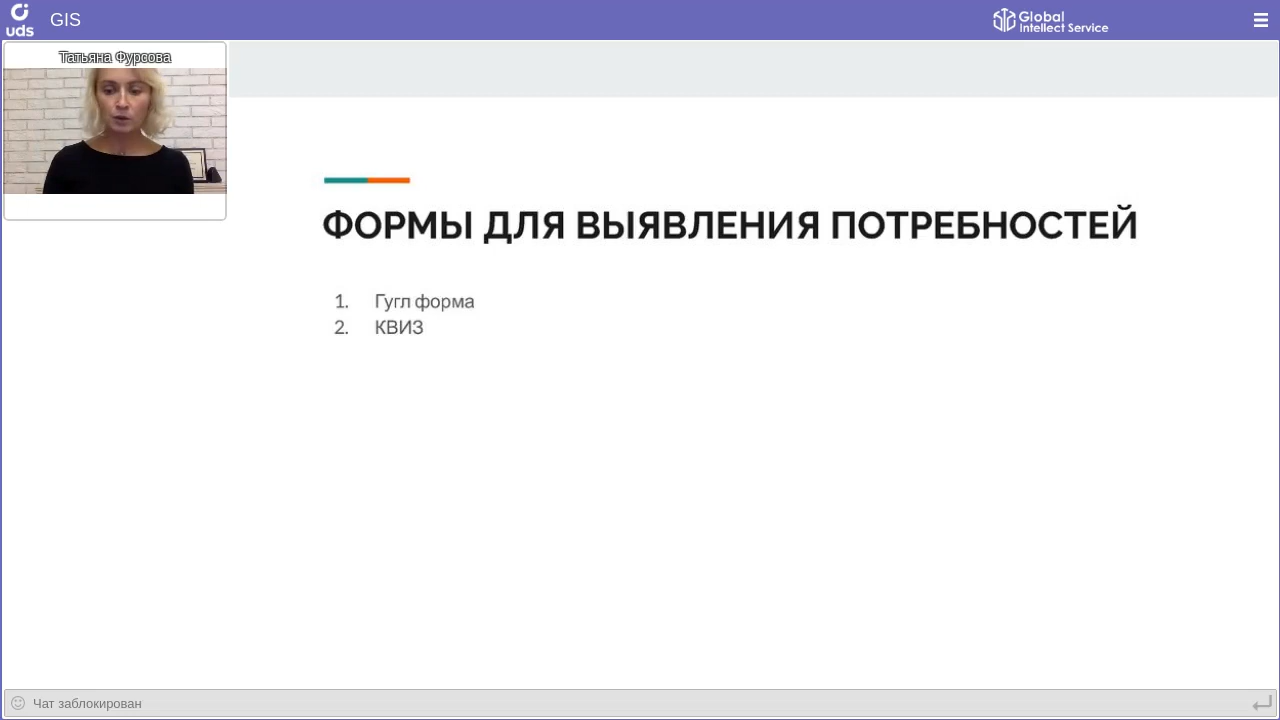 uds
GIS
Global
Intellect Service
Татьяна Фурсова
ФОРМЫ ДЛЯ ВЫЯВЛЕНИЯ ПОТРЕБНОСТЕЙ
1. Гугл форма
2. КВИЗ
Чат заблокирован